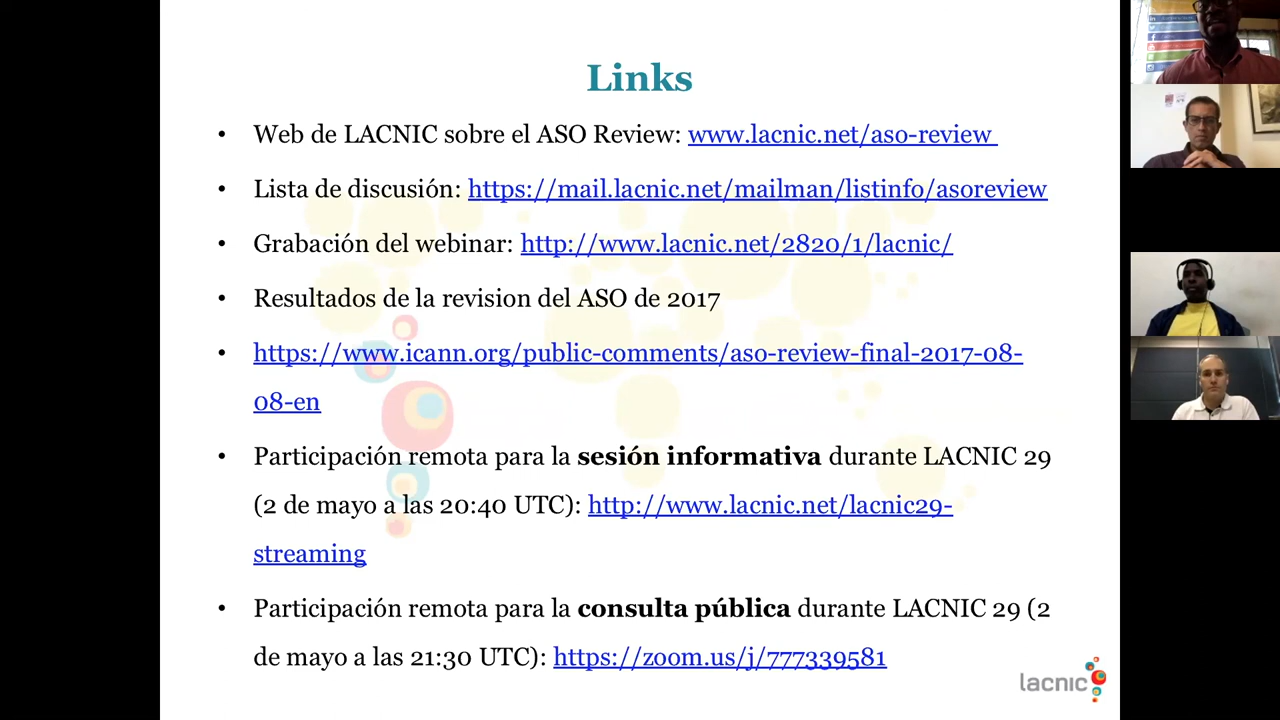 Links
• Web de LACNIC sobre el ASO Review: www.lacnic.net/aso-review
• Lista de discusión: https://mail.lacnic.net/mailman/listinfo/asoreview
• Grabación del webinar: http://www.lacnic.net/2820/1/lacnic/
• Resultados de la revision del ASO de 2017
• https://www.icann.org/public-comments/aso-review-final-2017-08-
08-en
• Participación remota para la sesión informativa durante LACNIC 29
(2 de mayo a las 20:40 UTC): http://www.lacnic.net/lacnic29-
streaming
• Participación remota para la consulta pública durante LACNIC 29 (2
de mayo a las 21:30 UTC): https://zoom.us/j/777339581
lacnic